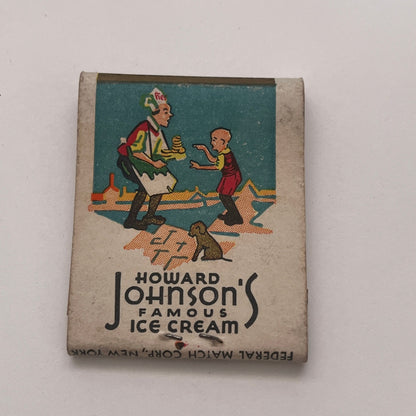 HOWARD
JOHNSON'S
FAMOUS
ICE CREAM
FEDERAL MATCH CORP., NEW YORK